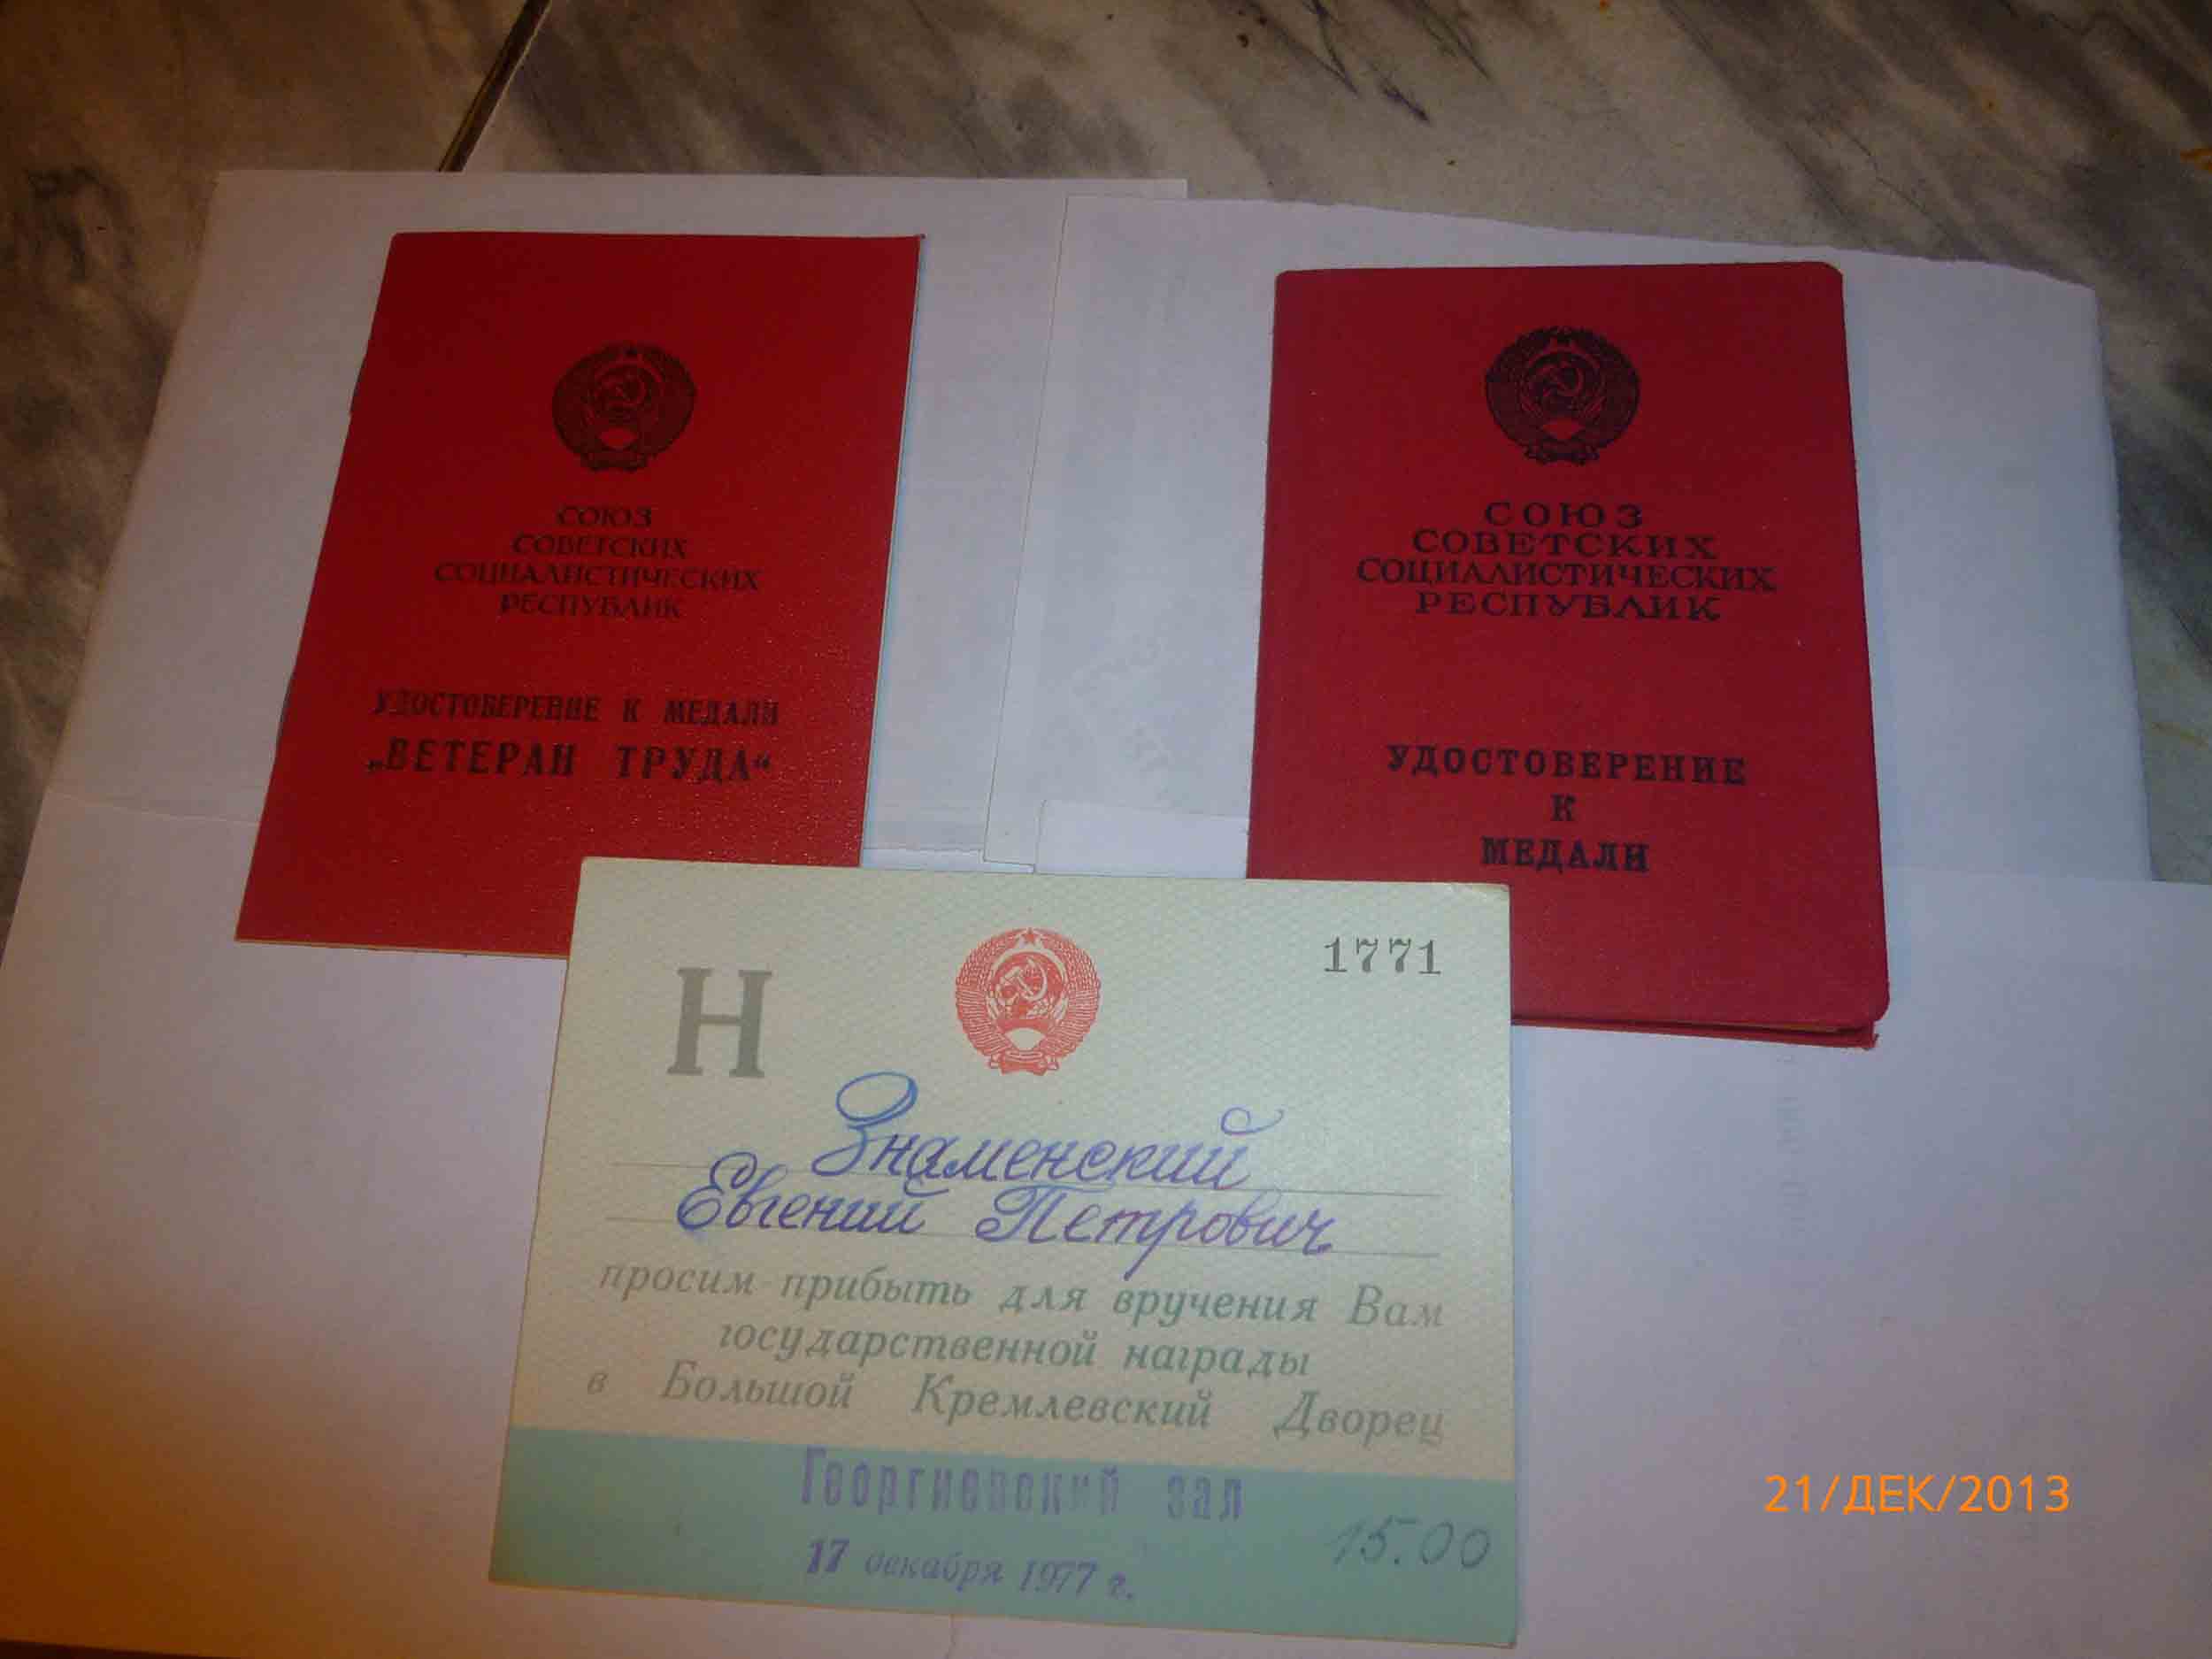 СОЮЗ
СОВЕТСКИХ
СОЦИАЛИСТИЧЕСКИХ
РЕСПУБЛИК
УДОСТОВЕРЕНИЕ К МЕДАЛИ
„ВЕТЕРАН ТРУДА“
СОЮЗ
СОВЕТСКИХ
СОЦИАЛИСТИЧЕСКИХ
РЕСПУБЛИК
УДОСТОВЕРЕНИЕ
К
МЕДАЛИ
Н
1771
Знаменский
Евгений Петрович
просим прибыть для вручения Вам
государственной награды
в Большой Кремлевский Дворец
Георгиевский зал
17 декабря 1977 г.
15.00
21/ДЕК/2013